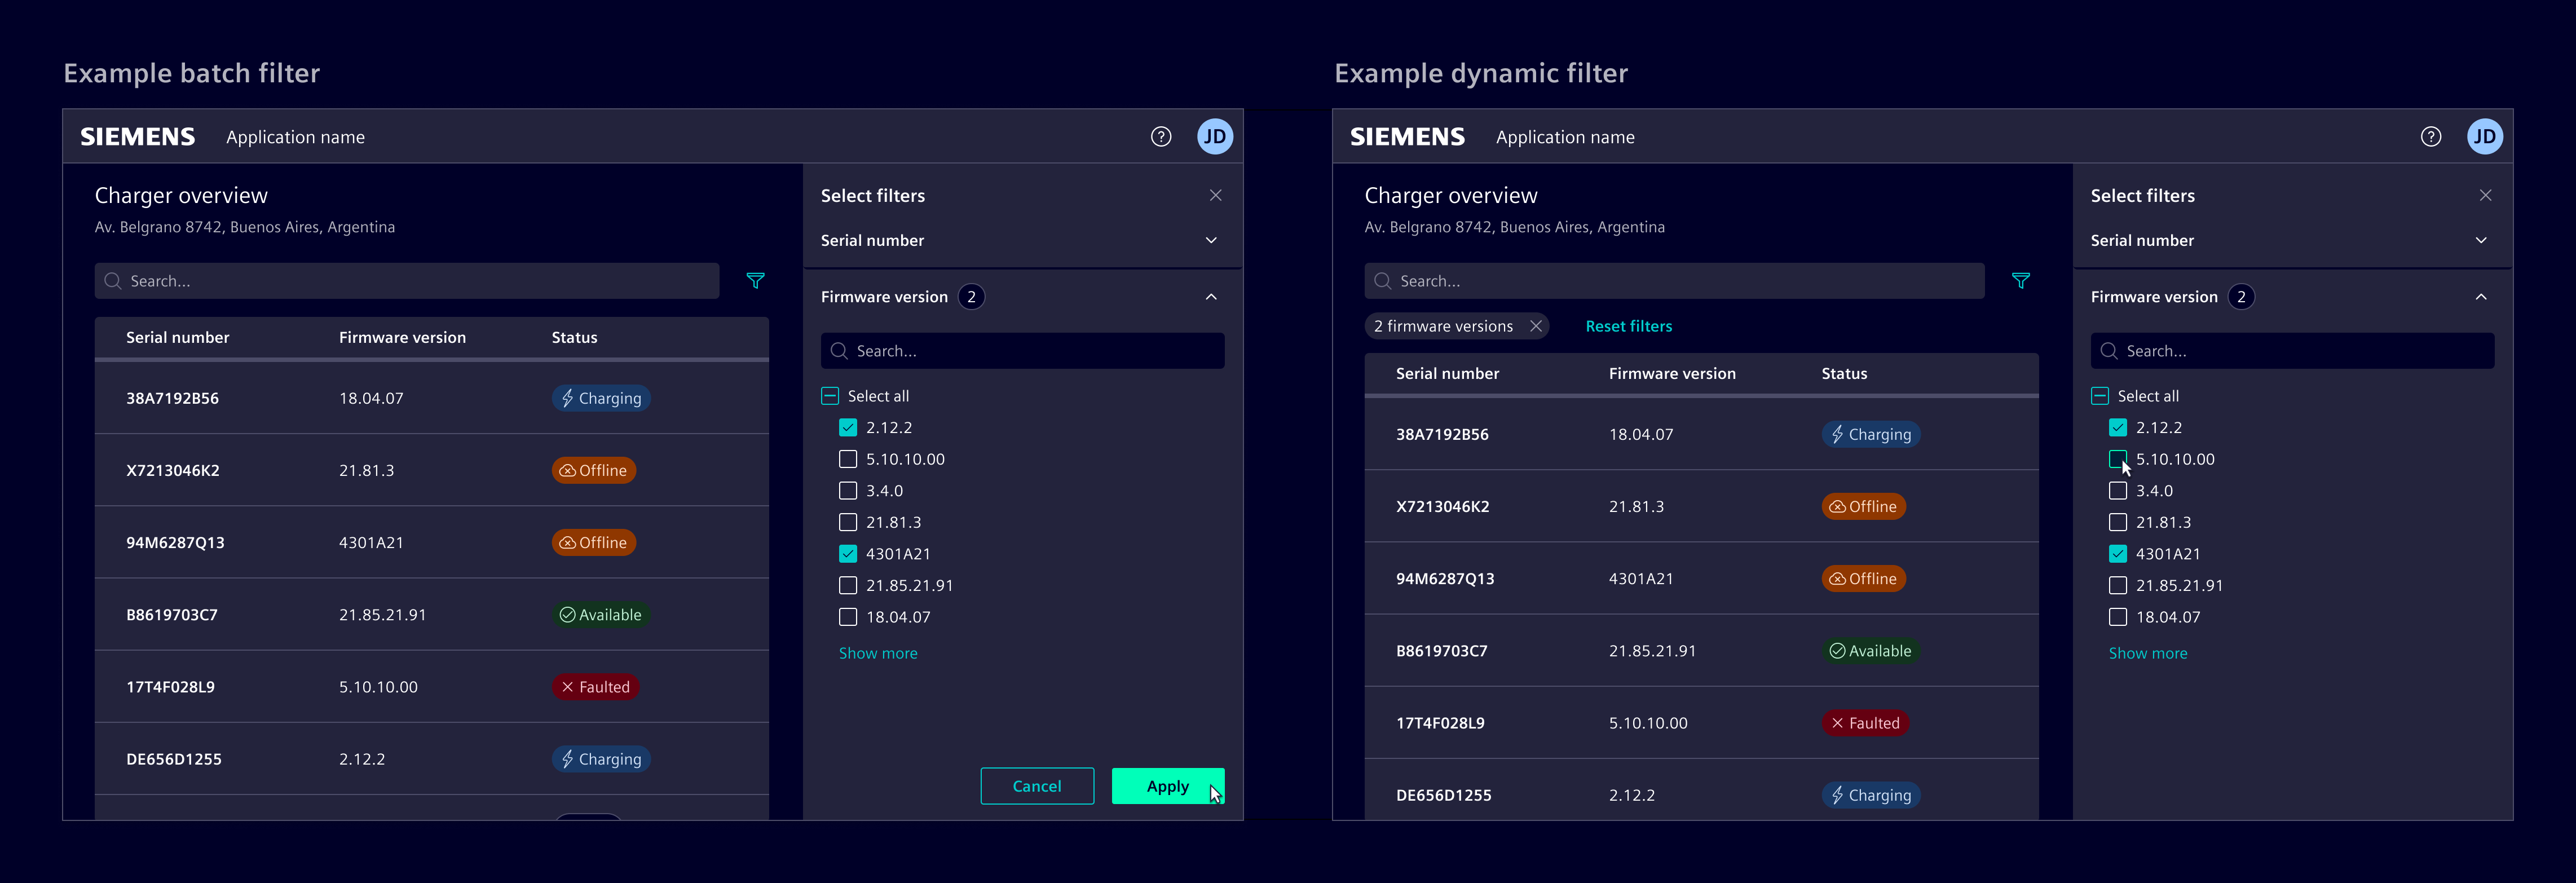 Example batch filter
SIEMENS Application name
JD
Charger overview
Av. Belgrano 8742, Buenos Aires, Argentina
Search...
Serial number Firmware version Status
38A7192B56 18.04.07 Charging
X7213046K2 21.81.3 Offline
94M6287Q13 4301A21 Offline
B8619703C7 21.85.21.91 Available
17T4F028L9 5.10.10.00 Faulted
DE656D1255 2.12.2 Charging
Select filters
Serial number
Firmware version 2
Search...
Select all
2.12.2
5.10.10.00
3.4.0
21.81.3
4301A21
21.85.21.91
18.04.07
Show more
Cancel Apply
Example dynamic filter
SIEMENS Application name
JD
Charger overview
Av. Belgrano 8742, Buenos Aires, Argentina
Search...
2 firmware versions Reset filters
Serial number Firmware version Status
38A7192B56 18.04.07 Charging
X7213046K2 21.81.3 Offline
94M6287Q13 4301A21 Offline
B8619703C7 21.85.21.91 Available
17T4F028L9 5.10.10.00 Faulted
DE656D1255 2.12.2 Charging
Select filters
Serial number
Firmware version 2
Search...
Select all
2.12.2
5.10.10.00
3.4.0
21.81.3
4301A21
21.85.21.91
18.04.07
Show more